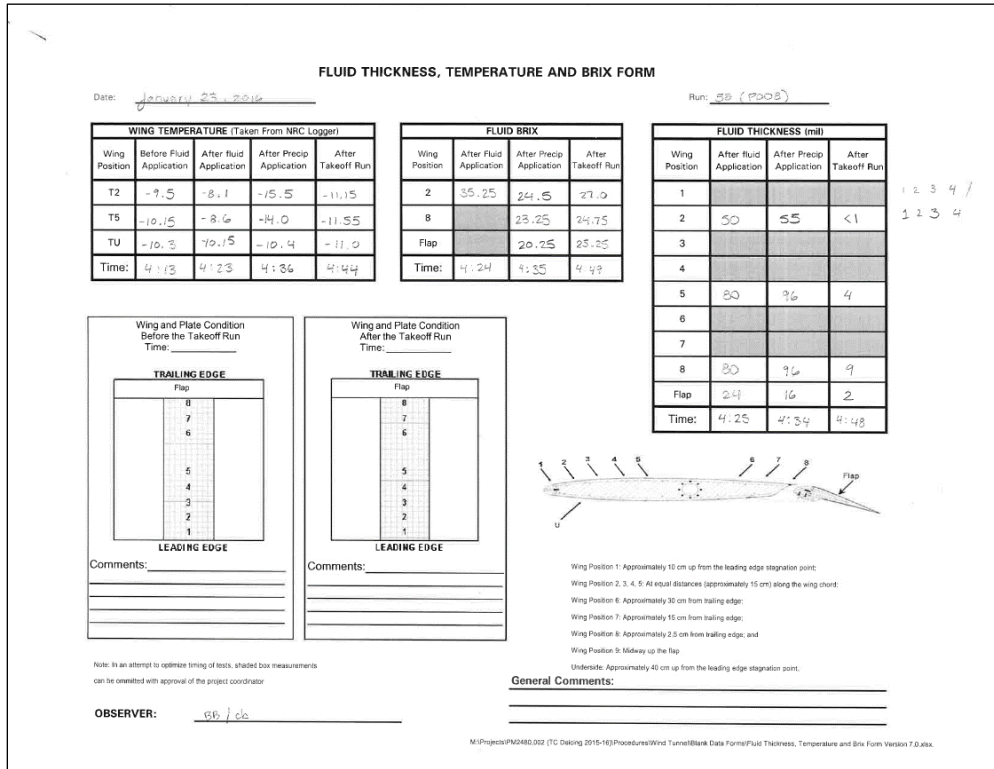 FLUID THICKNESS, TEMPERATURE AND BRIX FORM
Date: January 23, 2016
Run: 55 (P008)
WING TEMPERATURE (Taken From NRC Logger)
Wing Position Before Fluid Application After fluid Application After Precip Application After Takeoff Run
T2 -9.5 -8.1 -15.5 -11.15
T5 -10.15 -8.6 -14.0 -11.55
TU -10.3 -10.15 -10.4 -11.0
Time: 4:13 4:23 4:36 4:44
FLUID BRIX
Wing Position After Fluid Application After Precip Application After Takeoff Run
2 35.25 24.5 27.0
8 23.25 24.75
Flap 20.25 25.25
Time: 4:24 4:35 4:47
FLUID THICKNESS (mil)
Wing Position After fluid Application After Precip Application After Takeoff Run
1
2 50 55 <1
3
4
5 80 96 4
6
7
8 80 96 9
Flap 24 16 2
Time: 4:25 4:34 4:48
1 2 3 4 /
1 2 3 4
Wing and Plate Condition
Before the Takeoff Run
Time:
TRAILING EDGE
Flap
8
7
6
5
4
3
2
1
LEADING EDGE
Comments:
Wing and Plate Condition
After the Takeoff Run
Time:
TRAILING EDGE
Flap
8
7
6
5
4
3
2
1
LEADING EDGE
Comments:
1 2 3 4 5 6 7 8 Flap
U
Wing Position 1: Approximately 10 cm up from the leading edge stagnation point;
Wing Position 2, 3, 4, 5: At equal distances (approximately 15 cm) along the wing chord;
Wing Position 6: Approximately 30 cm from trailing edge;
Wing Position 7: Approximately 15 cm from trailing edge;
Wing Position 8: Approximately 2.5 cm from trailing edge; and
Wing Position 9: Midway up the flap
Underside: Approximately 40 cm up from the leading edge stagnation point.
Note: In an attempt to optimize timing of tests, shaded box measurements
can be ommitted with approval of the project coordinator
General Comments:
OBSERVER: BB /
M:\Projects\PM2480.002 (TC Deicing 2015-16)\Procedures\Wind Tunnel\Blank Data Forms\Fluid Thickness, Temperature and Brix Form Version 7.0.xlsx